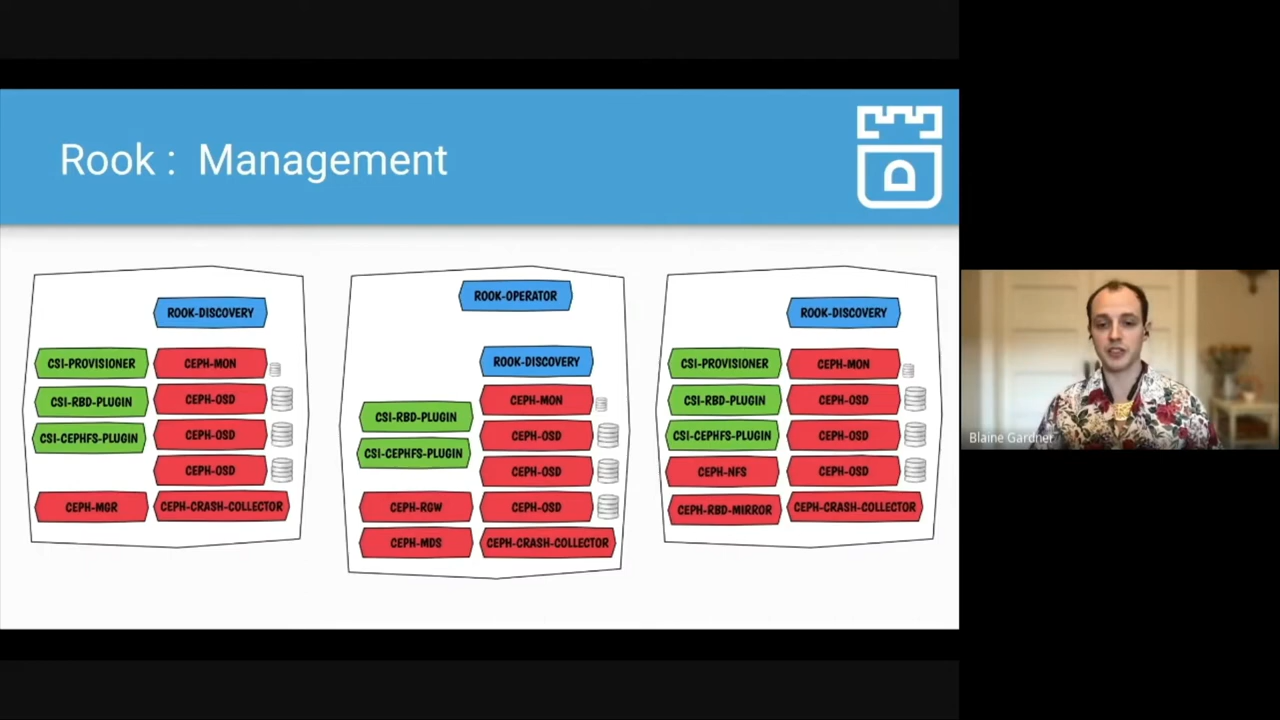 Rook : Management
ROOK-DISCOVERY
CSI-PROVISIONER
CEPH-MON
CSI-RBD-PLUGIN
CEPH-OSD
CSI-CEPHFS-PLUGIN
CEPH-OSD
CEPH-OSD
CEPH-MGR
CEPH-CRASH-COLLECTOR
ROOK-OPERATOR
ROOK-DISCOVERY
CEPH-MON
CSI-RBD-PLUGIN
CEPH-OSD
CSI-CEPHFS-PLUGIN
CEPH-OSD
CEPH-RGW
CEPH-OSD
CEPH-MDS
CEPH-CRASH-COLLECTOR
ROOK-DISCOVERY
CSI-PROVISIONER
CEPH-MON
CSI-RBD-PLUGIN
CEPH-OSD
CSI-CEPHFS-PLUGIN
CEPH-OSD
CEPH-NFS
CEPH-OSD
CEPH-RBD-MIRROR
CEPH-CRASH-COLLECTOR
Blaine Gardner